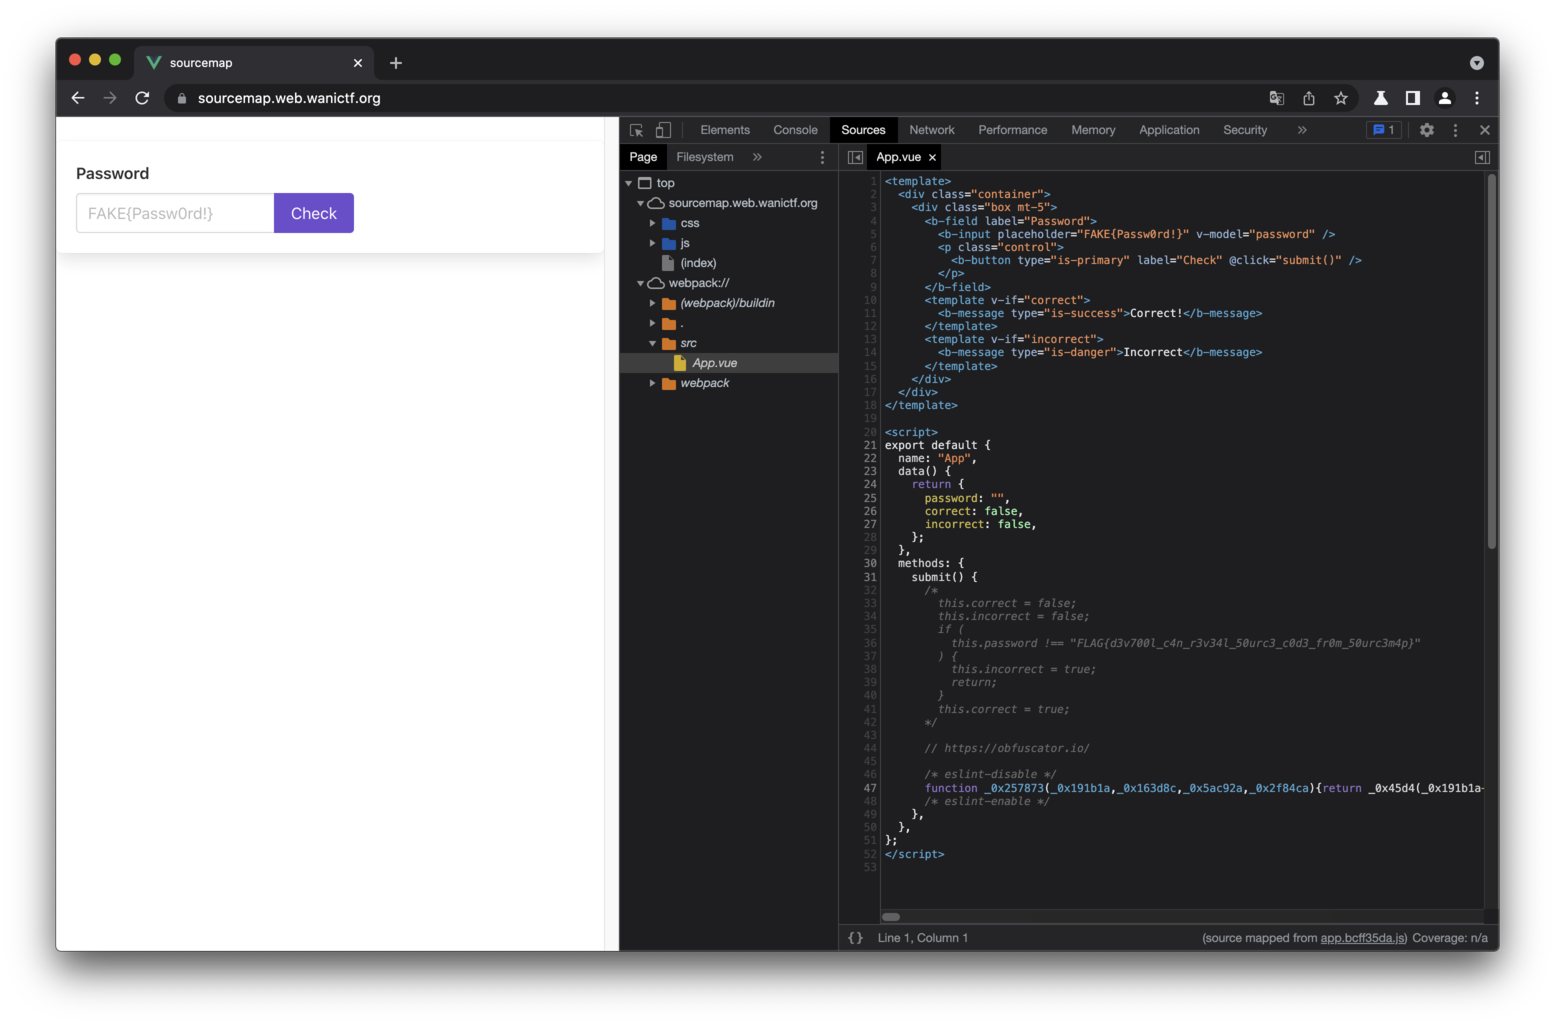 sourcemap
sourcemap.web.wanictf.org
Elements Console Sources Network Performance Memory Application Security » 1
Page Filesystem »
App.vue
Password
FAKE{Passw0rd!}
Check
top
sourcemap.web.wanictf.org
css
js
(index)
webpack://
(webpack)/buildin
.
src
App.vue
webpack
1 <template>
2 <div class="container">
3 <div class="box mt-5">
4 <b-field label="Password">
5 <b-input placeholder="FAKE{Passw0rd!}" v-model="password" />
6 <p class="control">
7 <b-button type="is-primary" label="Check" @click="submit()" />
8 </p>
9 </b-field>
10 <template v-if="correct">
11 <b-message type="is-success">Correct!</b-message>
12 </template>
13 <template v-if="incorrect">
14 <b-message type="is-danger">Incorrect</b-message>
15 </template>
16 </div>
17 </div>
18 </template>
19
20 <script>
21 export default {
22 name: "App",
23 data() {
24 return {
25 password: "",
26 correct: false,
27 incorrect: false,
28 };
29 },
30 methods: {
31 submit() {
32 /*
33 this.correct = false;
34 this.incorrect = false;
35 if (
36 this.password !== "FLAG{d3v700l_c4n_r3v34l_50urc3_c0d3_fr0m_50urc3m4p}"
37 ) {
38 this.incorrect = true;
39 return;
40 }
41 this.correct = true;
42 */
43
44 // https://obfuscator.io/
45
46 /* eslint-disable */
47 function _0x257873(_0x191b1a,_0x163d8c,_0x5ac92a,_0x2f84ca){return _0x45d4(_0x191b1a-
48 /* eslint-enable */
49 },
50 },
51 };
52 </script>
53
{} Line 1, Column 1 (source mapped from app.bcff35da.js) Coverage: n/a